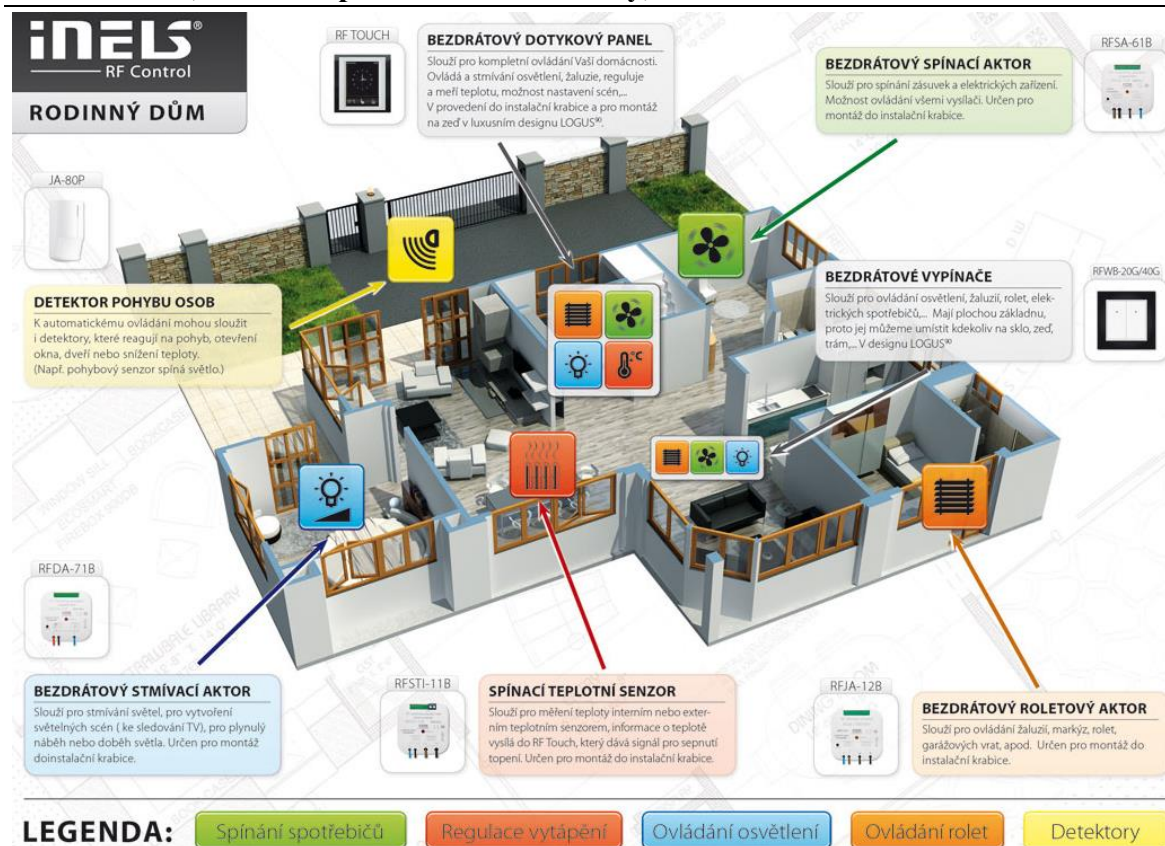 iNELS®
RF Control
RODINNÝ DŮM
RF TOUCH
BEZDRÁTOVÝ DOTYKOVÝ PANEL
Slouží pro kompletní ovládání Vaší domácnosti.
Ovládá a stmívání osvětlení, žaluzie, reguluje
a meří teplotu, možnost nastavení scén,...
V provedení do instalační krabice a pro montáž
na zeď v luxusním designu LOGUS⁹⁰.
BEZDRÁTOVÝ SPÍNACÍ AKTOR
Slouží pro spínání zásuvek a elektrických zařízení.
Možnost ovládání všemi vysílači. Určen pro
montáž do instalační krabice.
RFSA-61B
JA-80P
DETEKTOR POHYBU OSOB
K automatickému ovládání mohou sloužit
i detektory, které reagují na pohyb, otevření
okna, dveří nebo snížení teploty.
(Např. pohybový senzor spíná světlo.)
BEZDRÁTOVÉ VYPÍNAČE
Slouží pro ovládání osvětlení, žaluzií, rolet, elek-
trických spotřebičů,... Mají plochou základnu,
proto jej můžeme umístit kdekoliv na sklo, zeď,
trám,... V designu LOGUS⁹⁰
RFWB-20G/40G
°C
RFDA-71B
BEZDRÁTOVÝ STMÍVACÍ AKTOR
Slouží pro stmívání světel, pro vytvoření
světelných scén ( ke sledování TV), pro plynulý
náběh nebo doběh světla. Určen pro montáž
doinstalační krabice.
RFSTI-11B
SPÍNACÍ TEPLOTNÍ SENZOR
Slouží pro měření teploty interním nebo exter-
ním teplotním senzorem, informace o teplotě
vysílá do RF Touch, který dává signál pro sepnutí
topení. Určen pro montáž do instalační krabice.
RFJA-12B
BEZDRÁTOVÝ ROLETOVÝ AKTOR
Slouží pro ovládání žaluzií, markýz, rolet,
garážových vrat, apod. Určen pro montáž do
instalační krabice.
LEGENDA:
Spínání spotřebičů
Regulace vytápění
Ovládání osvětlení
Ovládání rolet
Detektory